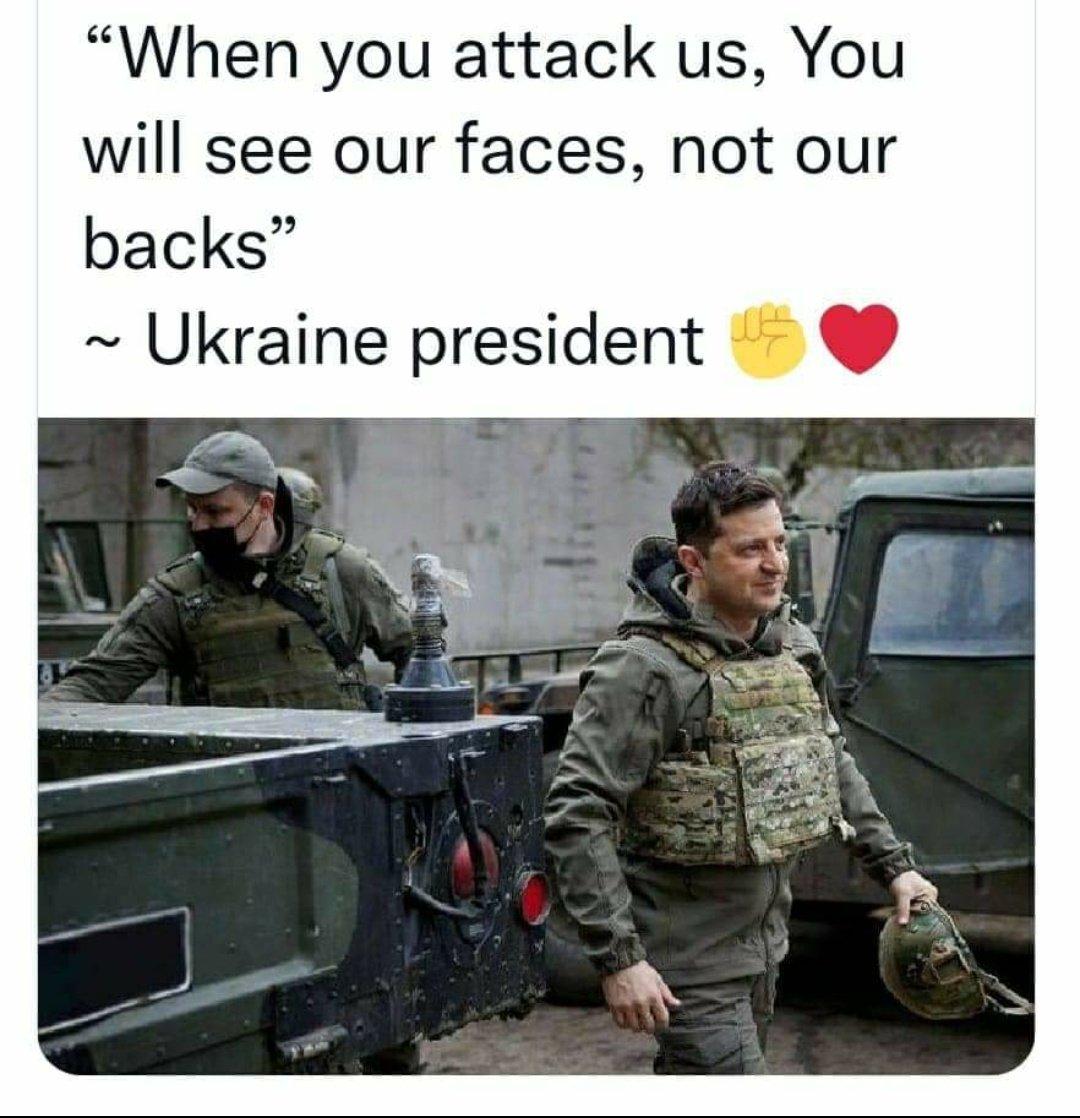 “When you attack us, You
will see our faces, not our
backs”
~ Ukraine president ✊❤️